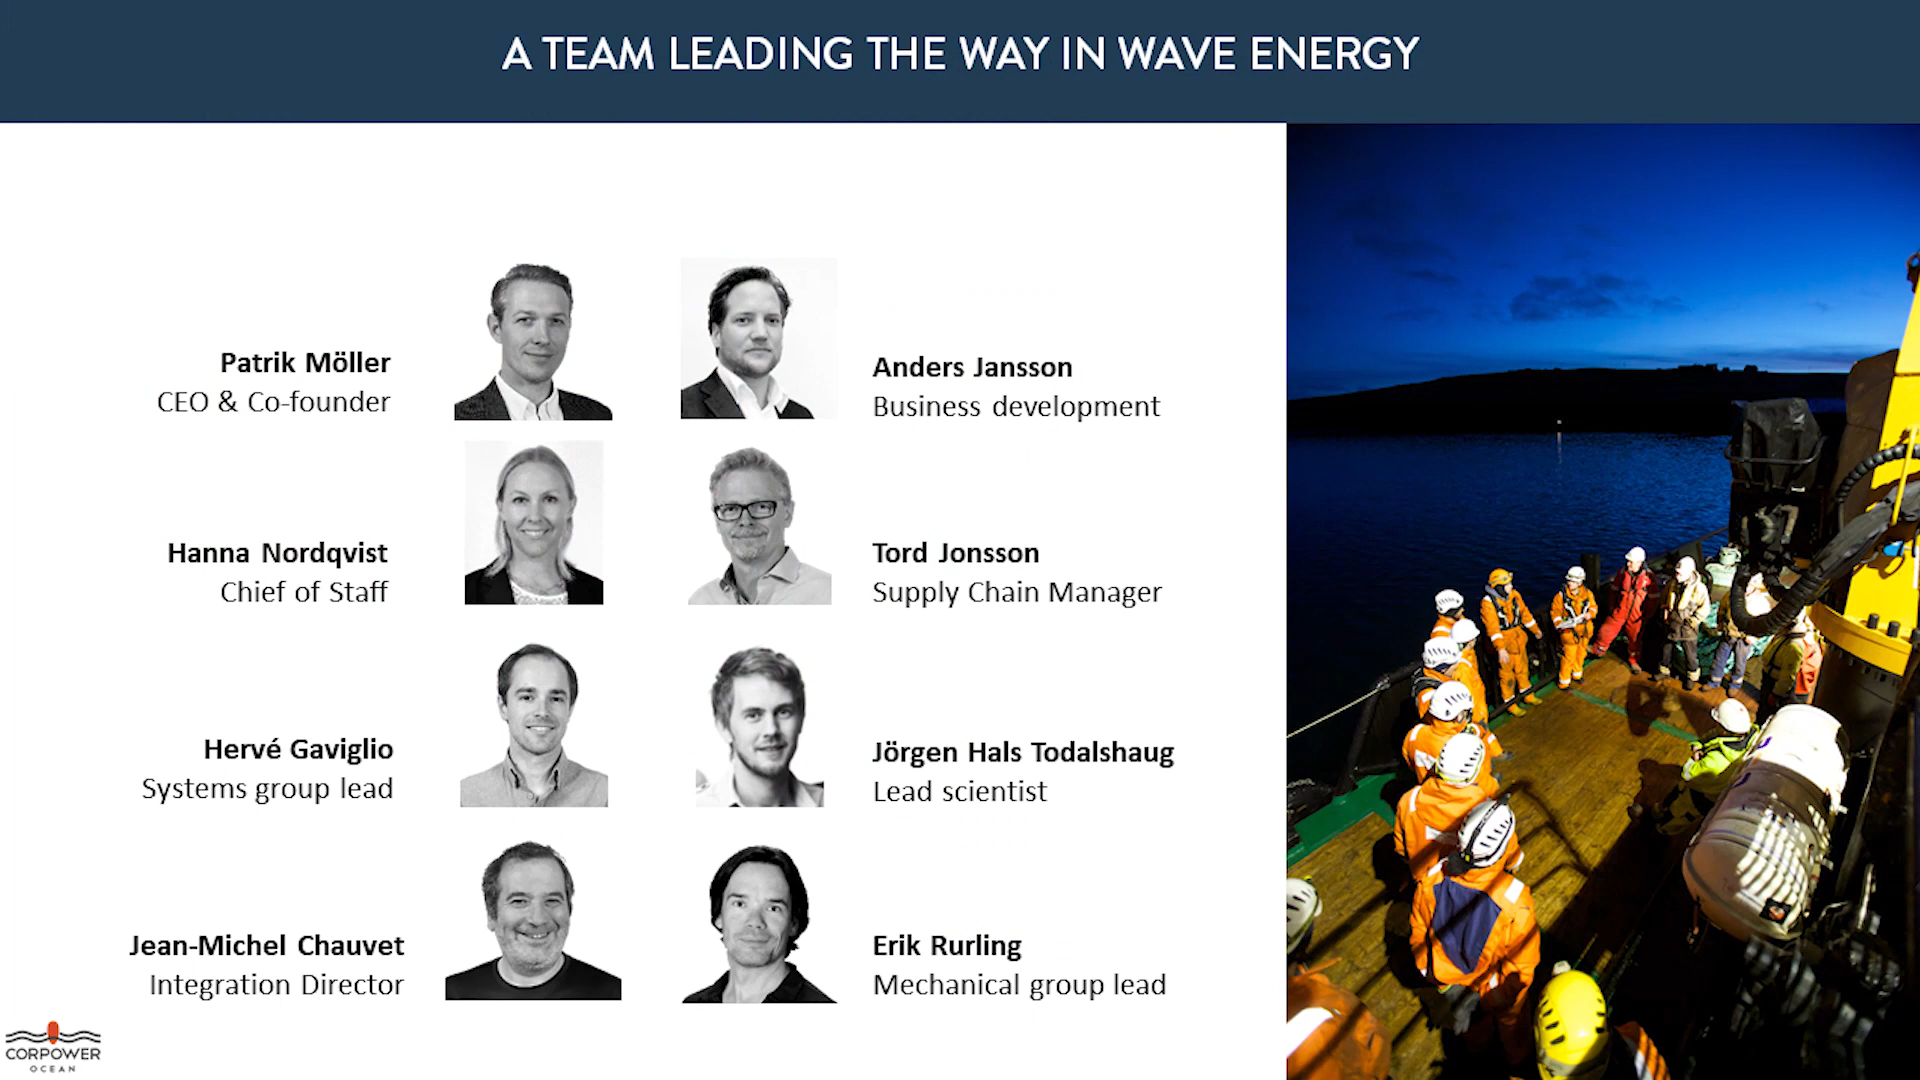 A TEAM LEADING THE WAY IN WAVE ENERGY
Patrik Möller
CEO & Co-founder
Anders Jansson
Business development
Hanna Nordqvist
Chief of Staff
Tord Jonsson
Supply Chain Manager
Hervé Gaviglio
Systems group lead
Jörgen Hals Todalshaug
Lead scientist
Jean-Michel Chauvet
Integration Director
Erik Rurling
Mechanical group lead
CORPOWER
OCEAN